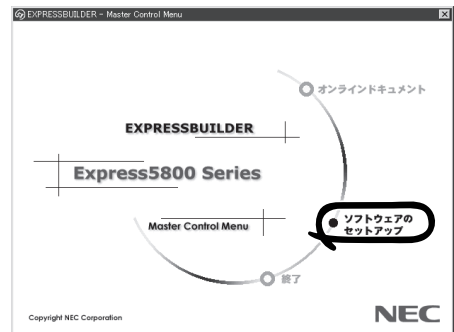 EXPRESSBUILDER - Master Control Menu
オンラインドキュメント
EXPRESSBUILDER
Express5800 Series
ソフトウェアの
セットアップ
Master Control Menu
終了
Copyright NEC Corporation
NEC